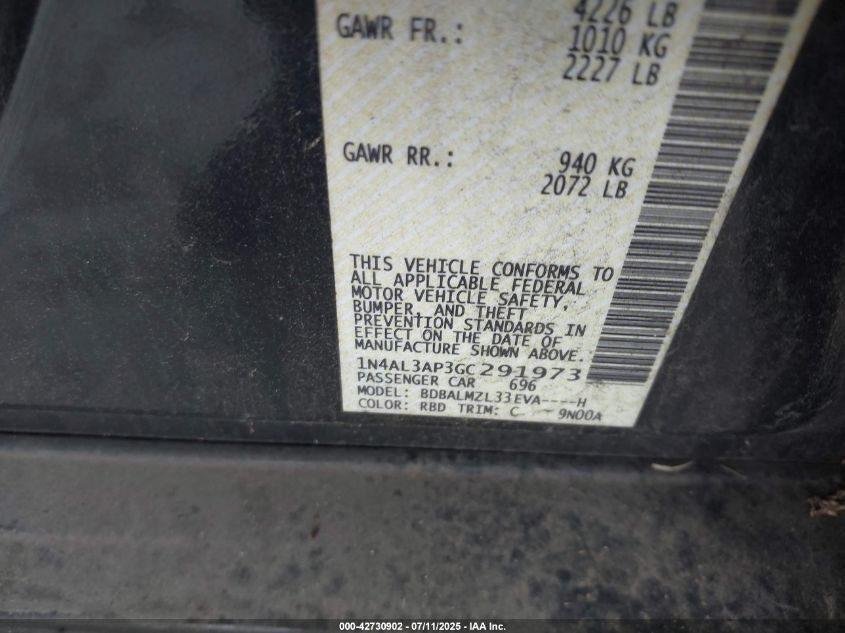 4226 LB
GAWR FR.: 1010 KG
2227 LB
GAWR RR.: 940 KG
2072 LB
THIS VEHICLE CONFORMS TO
ALL APPLICABLE FEDERAL
MOTOR VEHICLE SAFETY,
BUMPER, AND THEFT
PREVENTION STANDARDS IN
EFFECT ON THE DATE OF
MANUFACTURE SHOWN ABOVE.
1N4AL3AP3GC291973
PASSENGER CAR 696
MODEL: BDBALMZL33EVA----H
COLOR: RBD TRIM: C 9N00A
000-42730902 - 07/11/2025 - IAA Inc.